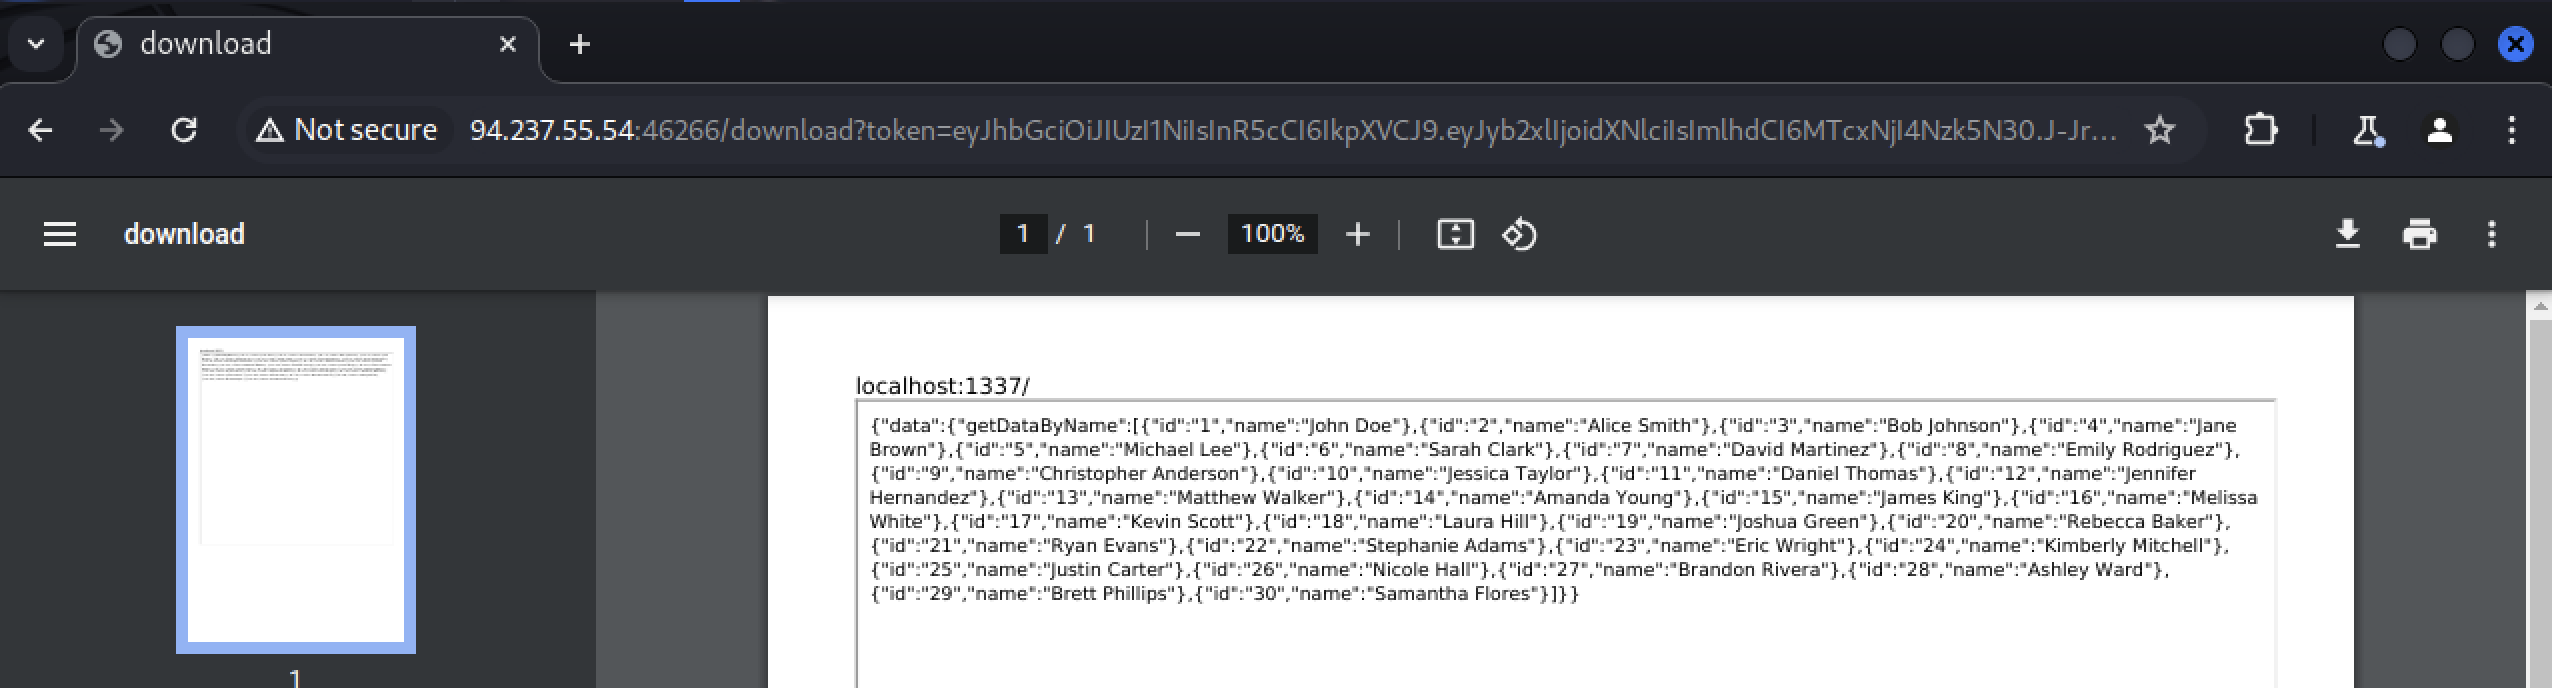 download
Not secure 94.237.55.54:46266/download?token=eyJhbGciOiJIUzI1NiIsInR5cCI6IkpXVCJ9.eyJyb2xlIjoidXNlciIsImlhdCI6MTcxNjI4Nzk5N30.J-Jr...
download 1 / 1 100%
1
localhost:1337/
{"data":{"getDataByName":[{"id":"1","name":"John Doe"},{"id":"2","name":"Alice Smith"},{"id":"3","name":"Bob Johnson"},{"id":"4","name":"Jane
Brown"},{"id":"5","name":"Michael Lee"},{"id":"6","name":"Sarah Clark"},{"id":"7","name":"David Martinez"},{"id":"8","name":"Emily Rodriguez"},
{"id":"9","name":"Christopher Anderson"},{"id":"10","name":"Jessica Taylor"},{"id":"11","name":"Daniel Thomas"},{"id":"12","name":"Jennifer
Hernandez"},{"id":"13","name":"Matthew Walker"},{"id":"14","name":"Amanda Young"},{"id":"15","name":"James King"},{"id":"16","name":"Melissa
White"},{"id":"17","name":"Kevin Scott"},{"id":"18","name":"Laura Hill"},{"id":"19","name":"Joshua Green"},{"id":"20","name":"Rebecca Baker"},
{"id":"21","name":"Ryan Evans"},{"id":"22","name":"Stephanie Adams"},{"id":"23","name":"Eric Wright"},{"id":"24","name":"Kimberly Mitchell"},
{"id":"25","name":"Justin Carter"},{"id":"26","name":"Nicole Hall"},{"id":"27","name":"Brandon Rivera"},{"id":"28","name":"Ashley Ward"},
{"id":"29","name":"Brett Phillips"},{"id":"30","name":"Samantha Flores"}]}}